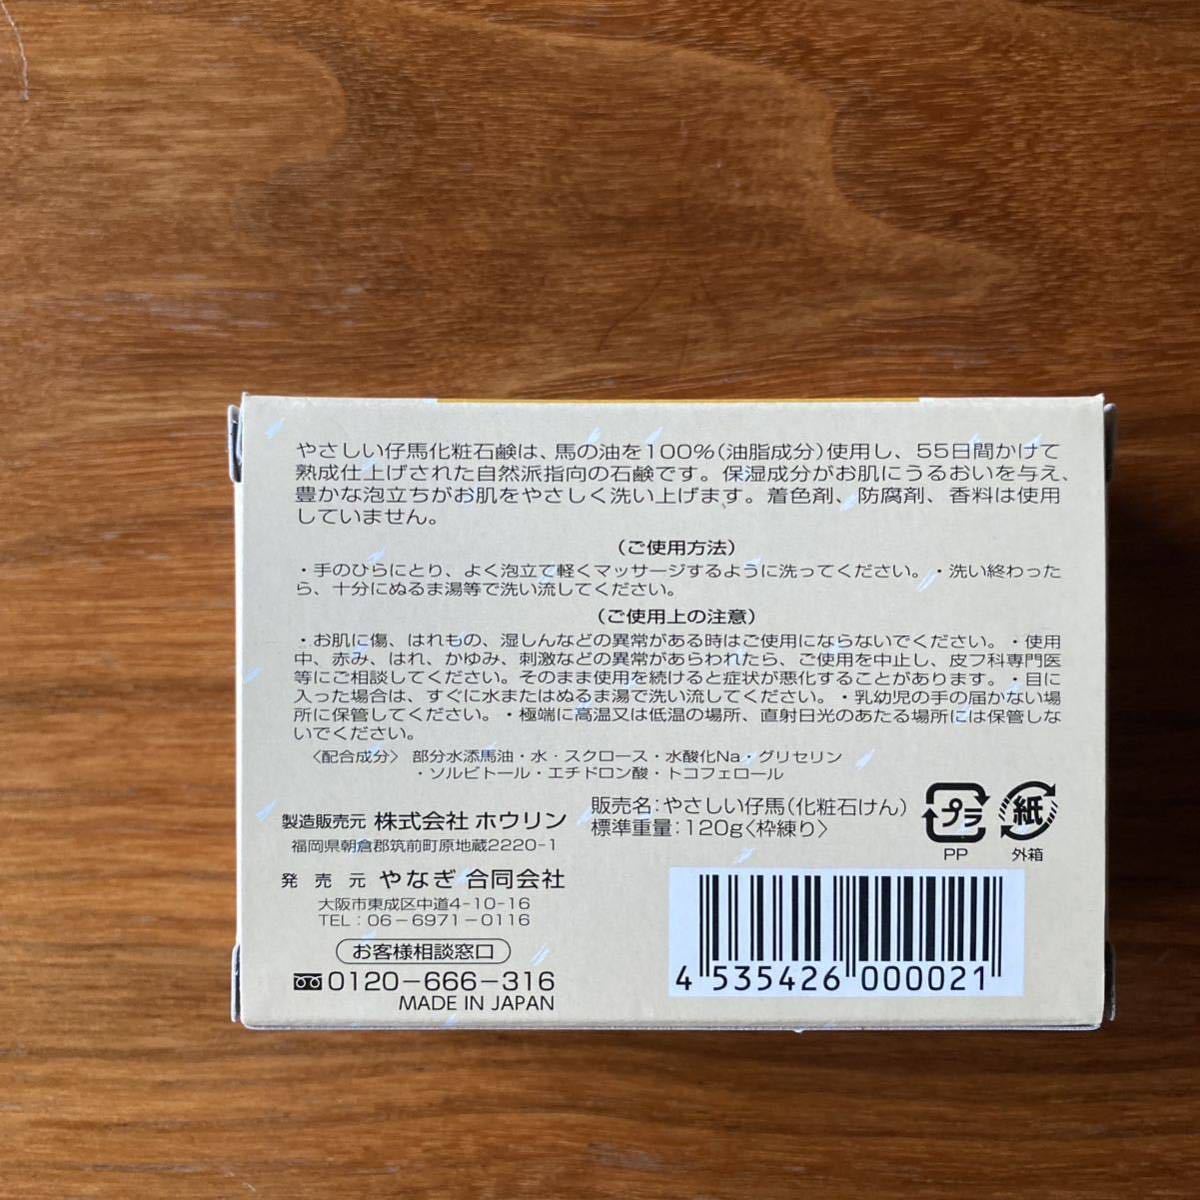 やさしい仔馬化粧石鹸は、馬の油を100%(油脂成分)使用し、55日間かけて
熟成仕上げされた自然派指向の石鹸です。保湿成分がお肌にうるおいを与え、
豊かな泡立ちがお肌をやさしく洗い上げます。着色剤、防腐剤、香料は使用
していません。
(ご使用方法)
・手のひらにとり、よく泡立て軽くマッサージするように洗ってください。・洗い終わった
ら、十分にぬるま湯等で洗い流してください。
(ご使用上の注意)
・お肌に傷、はれもの、湿しんなどの異常がある時はご使用にならないでください。・使用
中、赤み、はれ、かゆみ、刺激などの異常があらわれたら、ご使用を中止し、皮フ科専門医
等にご相談してください。そのまま使用を続けると症状が悪化することがあります。・目に
入った場合は、すぐに水またはぬるま湯で洗い流してください。・乳幼児の手の届かない場
所に保管してください。・極端に高温又は低温の場所、直射日光のあたる場所には保管しな
いでください。
〈配合成分〉 部分水添馬油・水・スクロース・水酸化Na・グリセリン
・ソルビトール・エチドロン酸・トコフェロール
製造販売元 株式会社 ホウリン
福岡県朝倉郡筑前町原地蔵2220-1
発売元 やなぎ 合同会社
大阪市東成区中道4-10-16
TEL:06-6971-0116
お客様相談窓口
0120-666-316
MADE IN JAPAN
販売名:やさしい仔馬(化粧石けん)
標準重量:120g〈枠練り〉
プラ
PP
紙
外箱
4 535426 000021